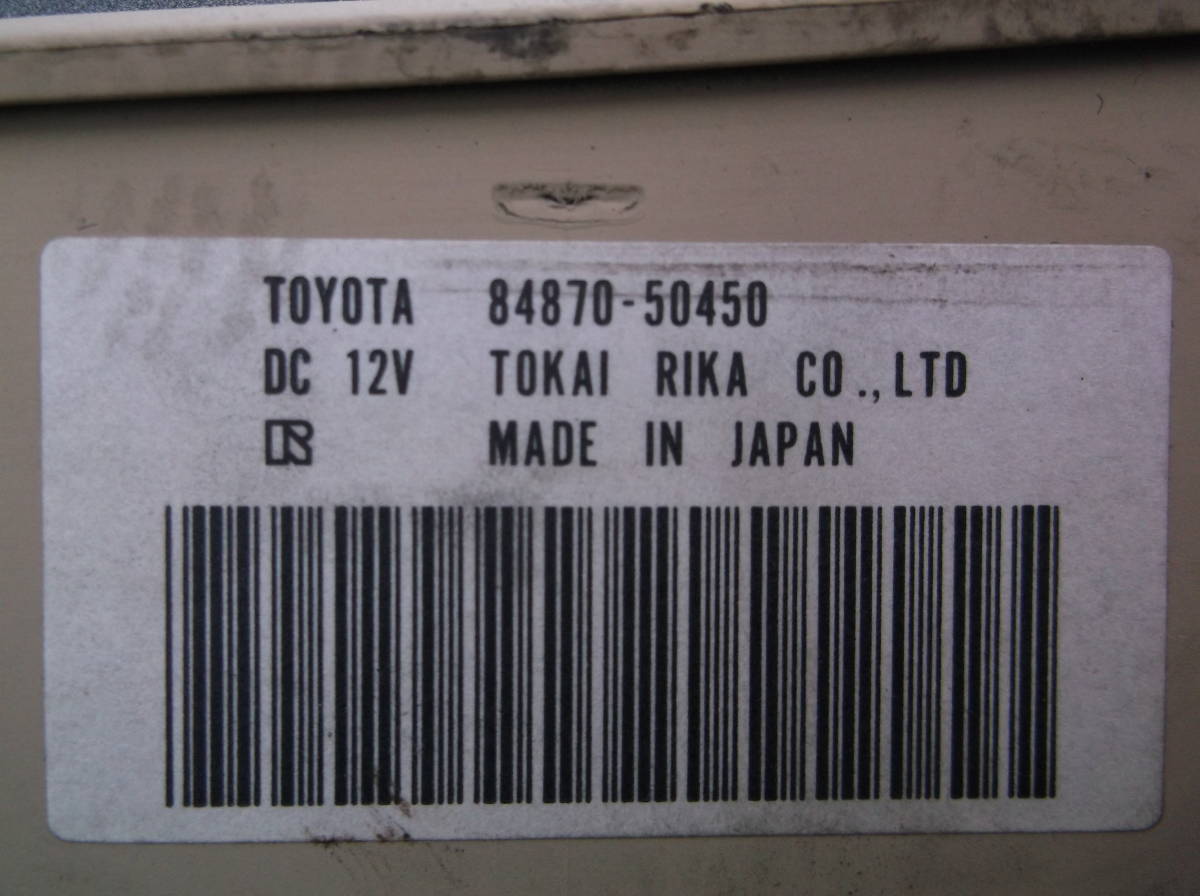 TOYOTA 84870-50450
DC 12V TOKAI RIKA CO.,LTD
R MADE IN JAPAN